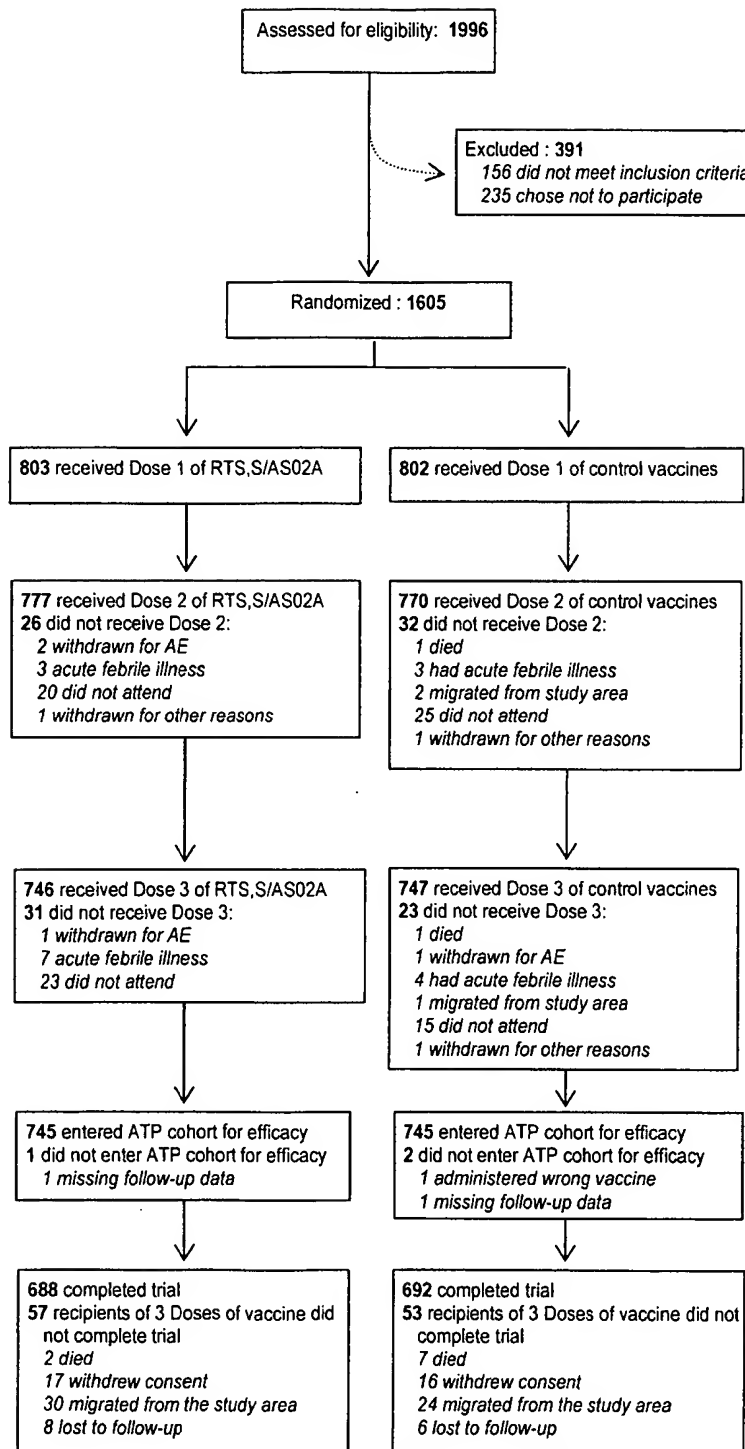 Assessed for eligibility: 1996
Excluded : 391
156 did not meet inclusion criteria
235 chose not to participate
Randomized : 1605
803 received Dose 1 of RTS,S/AS02A
802 received Dose 1 of control vaccines
777 received Dose 2 of RTS,S/AS02A
26 did not receive Dose 2:
2 withdrawn for AE
3 acute febrile illness
20 did not attend
1 withdrawn for other reasons
770 received Dose 2 of control vaccines
32 did not receive Dose 2:
1 died
3 had acute febrile illness
2 migrated from study area
25 did not attend
1 withdrawn for other reasons
746 received Dose 3 of RTS,S/AS02A
31 did not receive Dose 3:
1 withdrawn for AE
7 acute febrile illness
23 did not attend
747 received Dose 3 of control vaccines
23 did not receive Dose 3:
1 died
1 withdrawn for AE
4 had acute febrile illness
1 migrated from study area
15 did not attend
1 withdrawn for other reasons
745 entered ATP cohort for efficacy
1 did not enter ATP cohort for efficacy
1 missing follow-up data
745 entered ATP cohort for efficacy
2 did not enter ATP cohort for efficacy
1 administered wrong vaccine
1 missing follow-up data
688 completed trial
57 recipients of 3 Doses of vaccine did
not complete trial
2 died
17 withdrew consent
30 migrated from the study area
8 lost to follow-up
692 completed trial
53 recipients of 3 Doses of vaccine did not
complete trial
7 died
16 withdrew consent
24 migrated from the study area
6 lost to follow-up